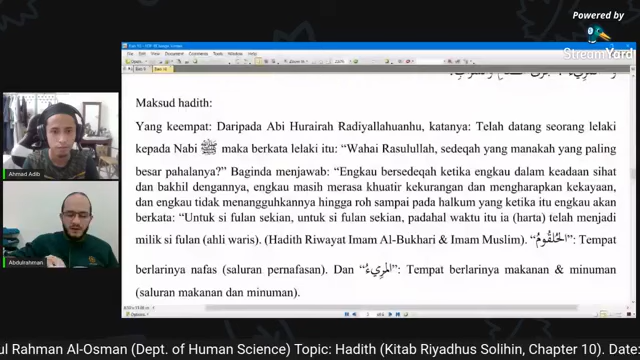 Powered by
StreamYard
Maksud hadith:
Yang keempat: Daripada Abi Hurairah Radiyallahuanhu, katanya: Telah datang seorang lelaki
kepada Nabi ﷺ maka berkata lelaki itu: “Wahai Rasulullah, sedeqah yang manakah yang paling
besar pahalanya?” Baginda menjawab: “Engkau bersedeqah ketika engkau dalam keadaan sihat
dan bakhil dengannya, engkau masih merasa khuatir kekurangan dan mengharapkan kekayaan,
dan engkau tidak menangguhkannya hingga roh sampai pada halkum yang ketika itu engkau akan
berkata: “Untuk si fulan sekian, untuk si fulan sekian, padahal waktu itu ia (harta) telah menjadi
milik si fulan (ahli waris). (Hadith Riwayat Imam Al-Bukhari & Imam Muslim). “الحُلْقُومُ”: Tempat
berlarinya nafas (saluran pernafasan). Dan “المَرِيءُ”: Tempat berlarinya makanan & minuman
(saluran makanan dan minuman).
Ahmad Adib
Abdulrahman
ul Rahman Al-Osman (Dept. of Human Science) Topic: Hadith (Kitab Riyadhus Solihin, Chapter 10). Date: